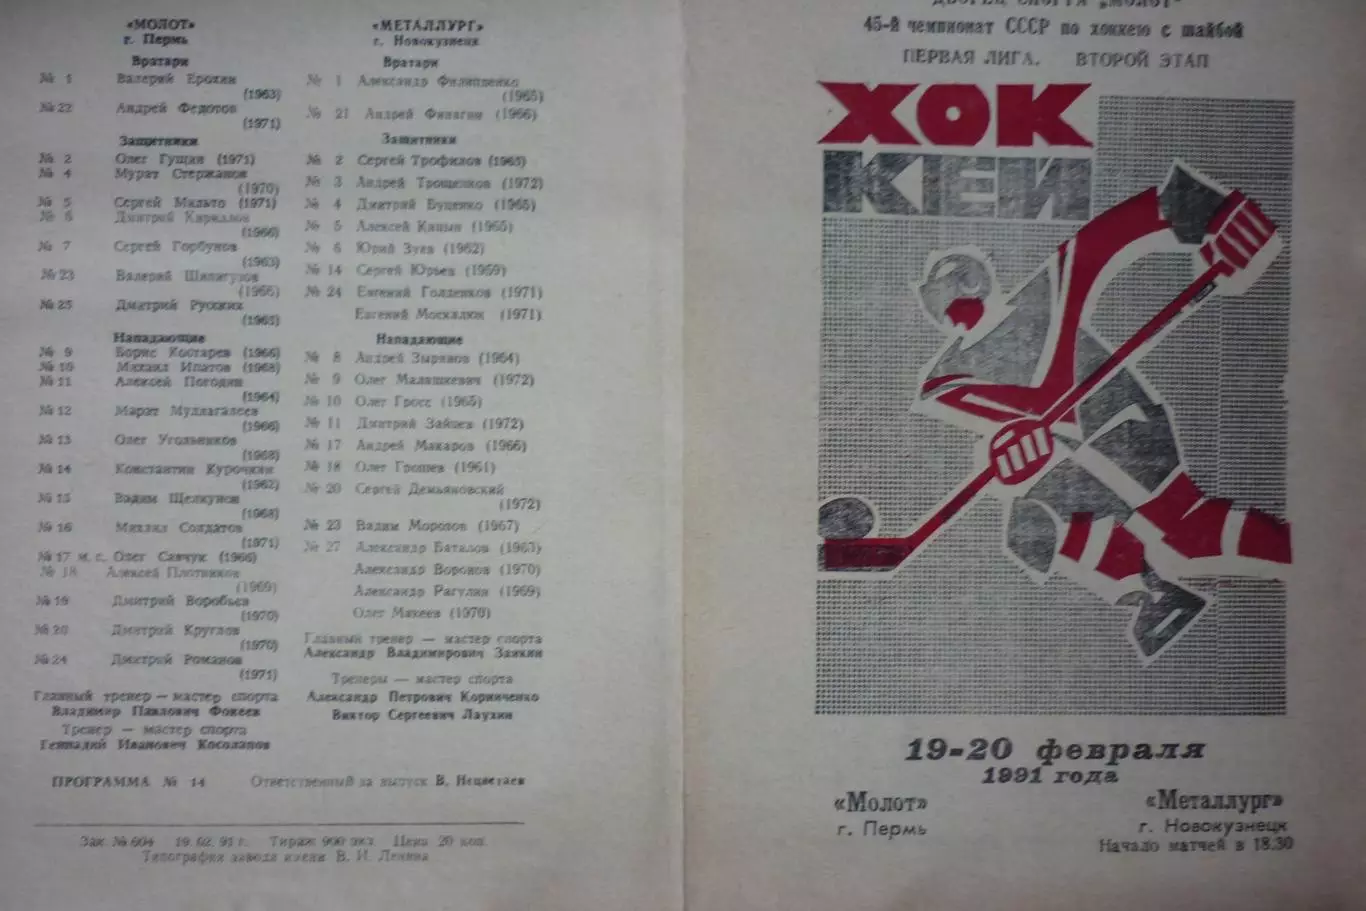 «МОЛОТ»
г. Пермь
Вратари
№ 1 Валерий Ерохин
(1963)
№ 22 Андрей Федотов
(1971)
Защитники
№ 2 Олег Гущин (1971)
№ 4 Мурат Стержанов
(1970)
№ 5 Сергей Мильто (1971)
№ 6 Дмитрий Кириллов
(1966)
№ 7 Сергей Горбунов
(1963)
№ 23 Валерий Шипигузов
(1966)
№ 25 Дмитрий Русских
(1965)
Нападающие
№ 9 Борис Костарев (1966)
№ 10 Михаил Ипатов (1968)
№ 11 Алексей Погодин
(1964)
№ 12 Марат Муллагалеев
(1966)
№ 13 Олег Угольников
(1968)
№ 14 Константин Курочкин
(1962)
№ 15 Вадим Щелкунов
(1968)
№ 16 Михаил Солдатов
(1971)
№ 17 м. с. Олег Савчук (1966)
№ 18 Алексей Плотников
(1969)
№ 19 Дмитрий Воробьев
(1970)
№ 20 Дмитрий Круглов
(1970)
№ 24 Дмитрий Романов
(1971)
Главный тренер — мастер спорта
Владимир Павлович Фокеев
Тренер — мастер спорта
Геннадий Иванович Косолапов
«МЕТАЛЛУРГ»
г. Новокузнецк
Вратари
№ 1 Александр Филиппенко
(1965)
№ 21 Андрей Финагин (1966)
Защитники
№ 2 Сергей Трофимов (1965)
№ 3 Андрей Трощенков (1972)
№ 4 Дмитрий Буценко (1965)
№ 5 Алексей (1965)
№ 6 Юрий Зуев (1962)
№ 14 Сергей Юрьев (1959)
№ 24 Евгений Голденков (1971)
Евгений Москалюк (1971)
Нападающие
№ 8 Андрей Зырянов (1964)
№ 9 Олег Малашкевич (1972)
№ 10 Олег Гросс (1965)
№ 11 Дмитрий Зайцев (1972)
№ 17 Андрей Макаров (1966)
№ 18 Олег Грошев (1961)
№ 20 Сергей Демьяновский
(1972)
№ 23 Вадим Морозов (1967)
№ 27 Александр Баталов (1963)
Александр Воронов (1970)
Александр Рагулин (1969)
Олег Макеев (1970)
Главный тренер — мастер спорта
Александр Владимирович Заикин
Тренеры — мастер спорта
Александр Петрович Корниченко
Виктор Сергеевич Лаухин
ПРОГРАММА № 14 Ответственный за выпуск В. Нецветаев
Зак. № 604 19. 02. 91 г. Тираж 900 экз. Цена 20 коп.
Типография завода имени В. И. Ленина
ДВОРЕЦ СПОРТА „МОЛОТ"
45-й чемпионат СССР по хоккею с шайбой
ПЕРВАЯ ЛИГА. ВТОРОЙ ЭТАП
ХОК
КЕЙ
19-20 февраля
1991 года
«Молот» «Металлург»
г. Пермь г. Новокузнецк
Начало матчей в 18.30